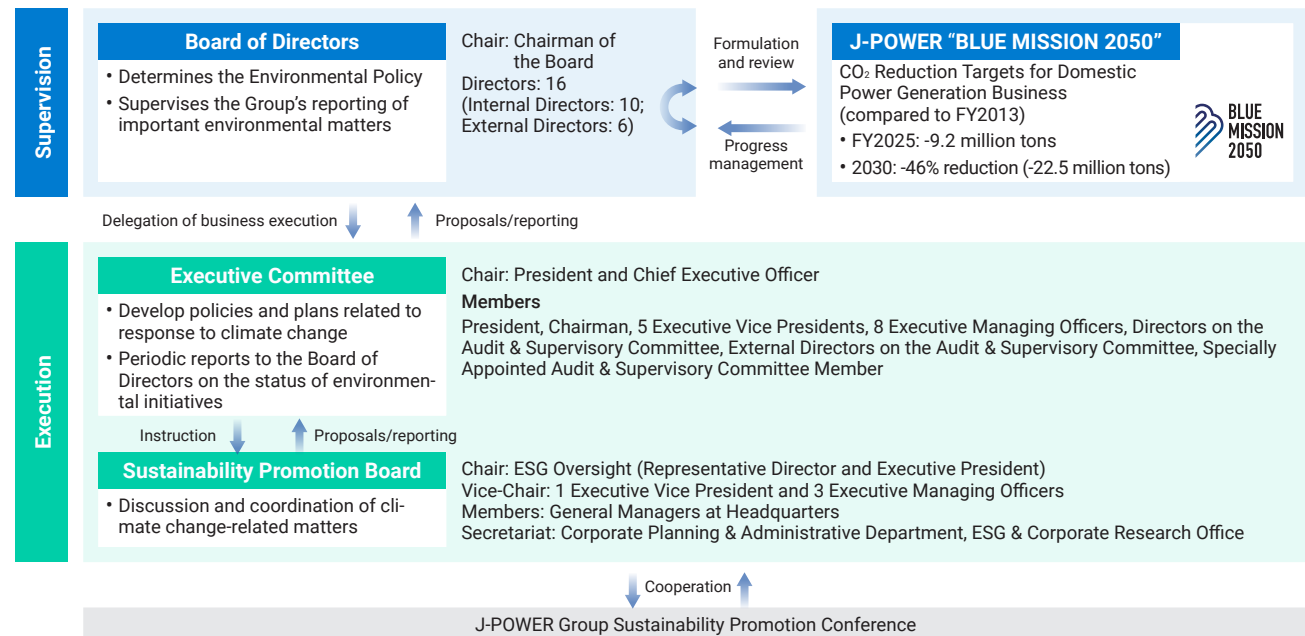 Supervision
Board of Directors
• Determines the Environmental Policy
• Supervises the Group's reporting of
important environmental matters
Chair: Chairman of
the Board
Directors: 16
(Internal Directors: 10;
External Directors: 6)
Formulation
and review
Progress
management
J-POWER "BLUE MISSION 2050"
CO₂ Reduction Targets for Domestic
Power Generation Business
(compared to FY2013)
• FY2025: -9.2 million tons
• 2030: -46% reduction (-22.5 million tons)
BLUE
MISSION
2050
Delegation of business execution
Proposals/reporting
Execution
Executive Committee
• Develop policies and plans related to
response to climate change
• Periodic reports to the Board of
Directors on the status of environmen-
tal initiatives
Chair: President and Chief Executive Officer
Members
President, Chairman, 5 Executive Vice Presidents, 8 Executive Managing Officers, Directors on the
Audit & Supervisory Committee, External Directors on the Audit & Supervisory Committee, Specially
Appointed Audit & Supervisory Committee Member
Instruction
Proposals/reporting
Sustainability Promotion Board
• Discussion and coordination of cli-
mate change-related matters
Chair: ESG Oversight (Representative Director and Executive President)
Vice-Chair: 1 Executive Vice President and 3 Executive Managing Officers
Members: General Managers at Headquarters
Secretariat: Corporate Planning & Administrative Department, ESG & Corporate Research Office
Cooperation
J-POWER Group Sustainability Promotion Conference